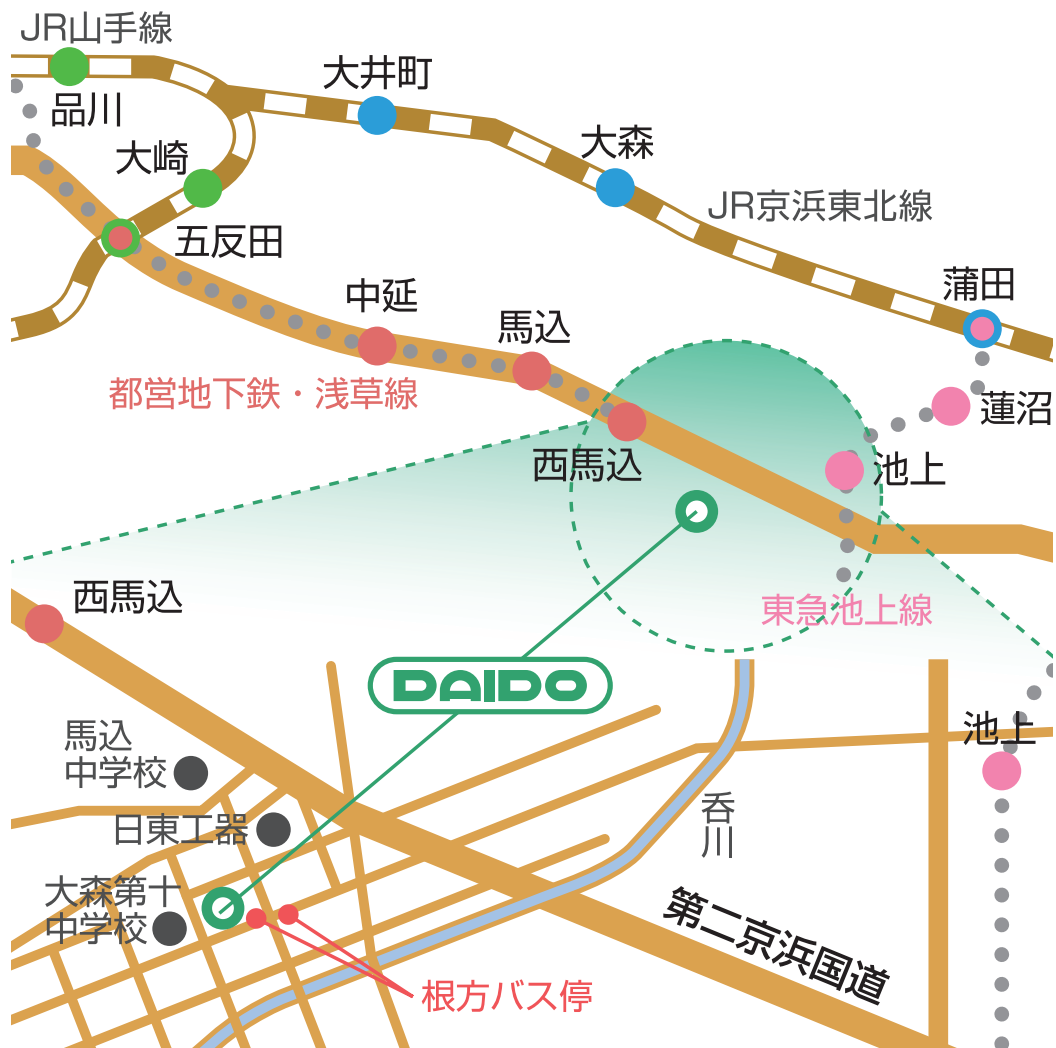 JR山手線
品川
大井町
大崎
大森
JR京浜東北線
五反田
蒲田
中延
馬込
都営地下鉄・浅草線
蓮沼
西馬込
池上
西馬込
東急池上線
DAIDO
馬込
中学校
池上
呑川
日東工器
大森第十
中学校
第二京浜国道
根方バス停